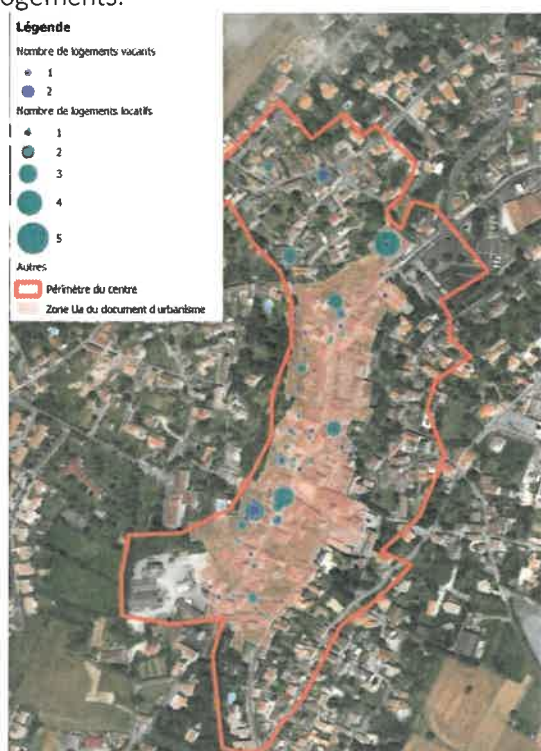 ogements.
Légende
Nombre de logements vacants
1
2
Nombre de logements locatifs
1
2
3
4
5
Autres
Périmètre du centre
Zone Ua du document d urbanisme